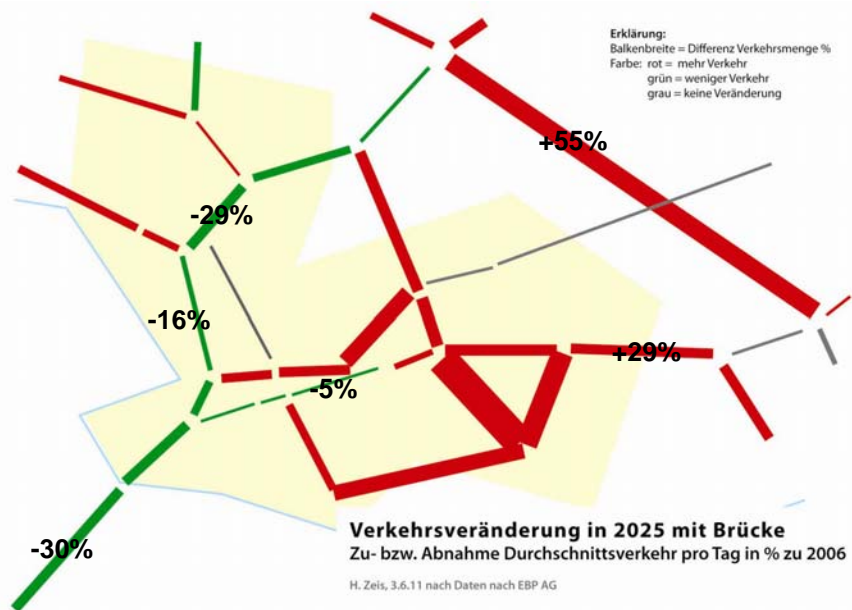 Erklärung:
Balkenbreite = Differenz Verkehrsmenge %
Farbe: rot = mehr Verkehr
grün = weniger Verkehr
grau = keine Veränderung
+55%
-29%
-16%
+29%
-5%
-30%
Verkehrsveränderung in 2025 mit Brücke
Zu- bzw. Abnahme Durchschnittsverkehr pro Tag in % zu 2006
H. Zeis, 3.6.11 nach Daten nach EBP AG